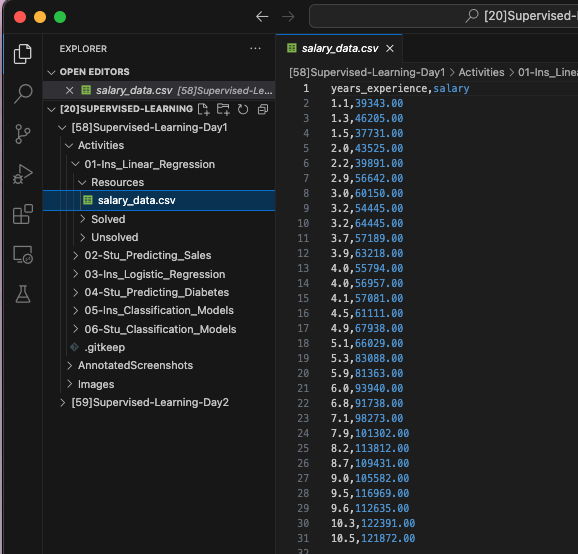 [20]Supervised-l
EXPLORER
OPEN EDITORS
salary_data.csv [58]Supervised-Le...
[20]SUPERVISED-LEARNING
[58]Supervised-Learning-Day1
Activities
01-Ins_Linear_Regression
Resources
salary_data.csv
Solved
Unsolved
02-Stu_Predicting_Sales
03-Ins_Logistic_Regression
04-Stu_Predicting_Diabetes
05-Ins_Classification_Models
06-Stu_Classification_Models
.gitkeep
AnnotatedScreenshots
Images
[59]Supervised-Learning-Day2
salary_data.csv
[58]Supervised-Learning-Day1 > Activities > 01-Ins_Linea
1 years_experience,salary
2 1.1,39343.00
3 1.3,46205.00
4 1.5,37731.00
5 2.0,43525.00
6 2.2,39891.00
7 2.9,56642.00
8 3.0,60150.00
9 3.2,54445.00
10 3.2,64445.00
11 3.7,57189.00
12 3.9,63218.00
13 4.0,55794.00
14 4.0,56957.00
15 4.1,57081.00
16 4.5,61111.00
17 4.9,67938.00
18 5.1,66029.00
19 5.3,83088.00
20 5.9,81363.00
21 6.0,93940.00
22 6.8,91738.00
23 7.1,98273.00
24 7.9,101302.00
25 8.2,113812.00
26 8.7,109431.00
27 9.0,105582.00
28 9.5,116969.00
29 9.6,112635.00
30 10.3,122391.00
31 10.5,121872.00
32